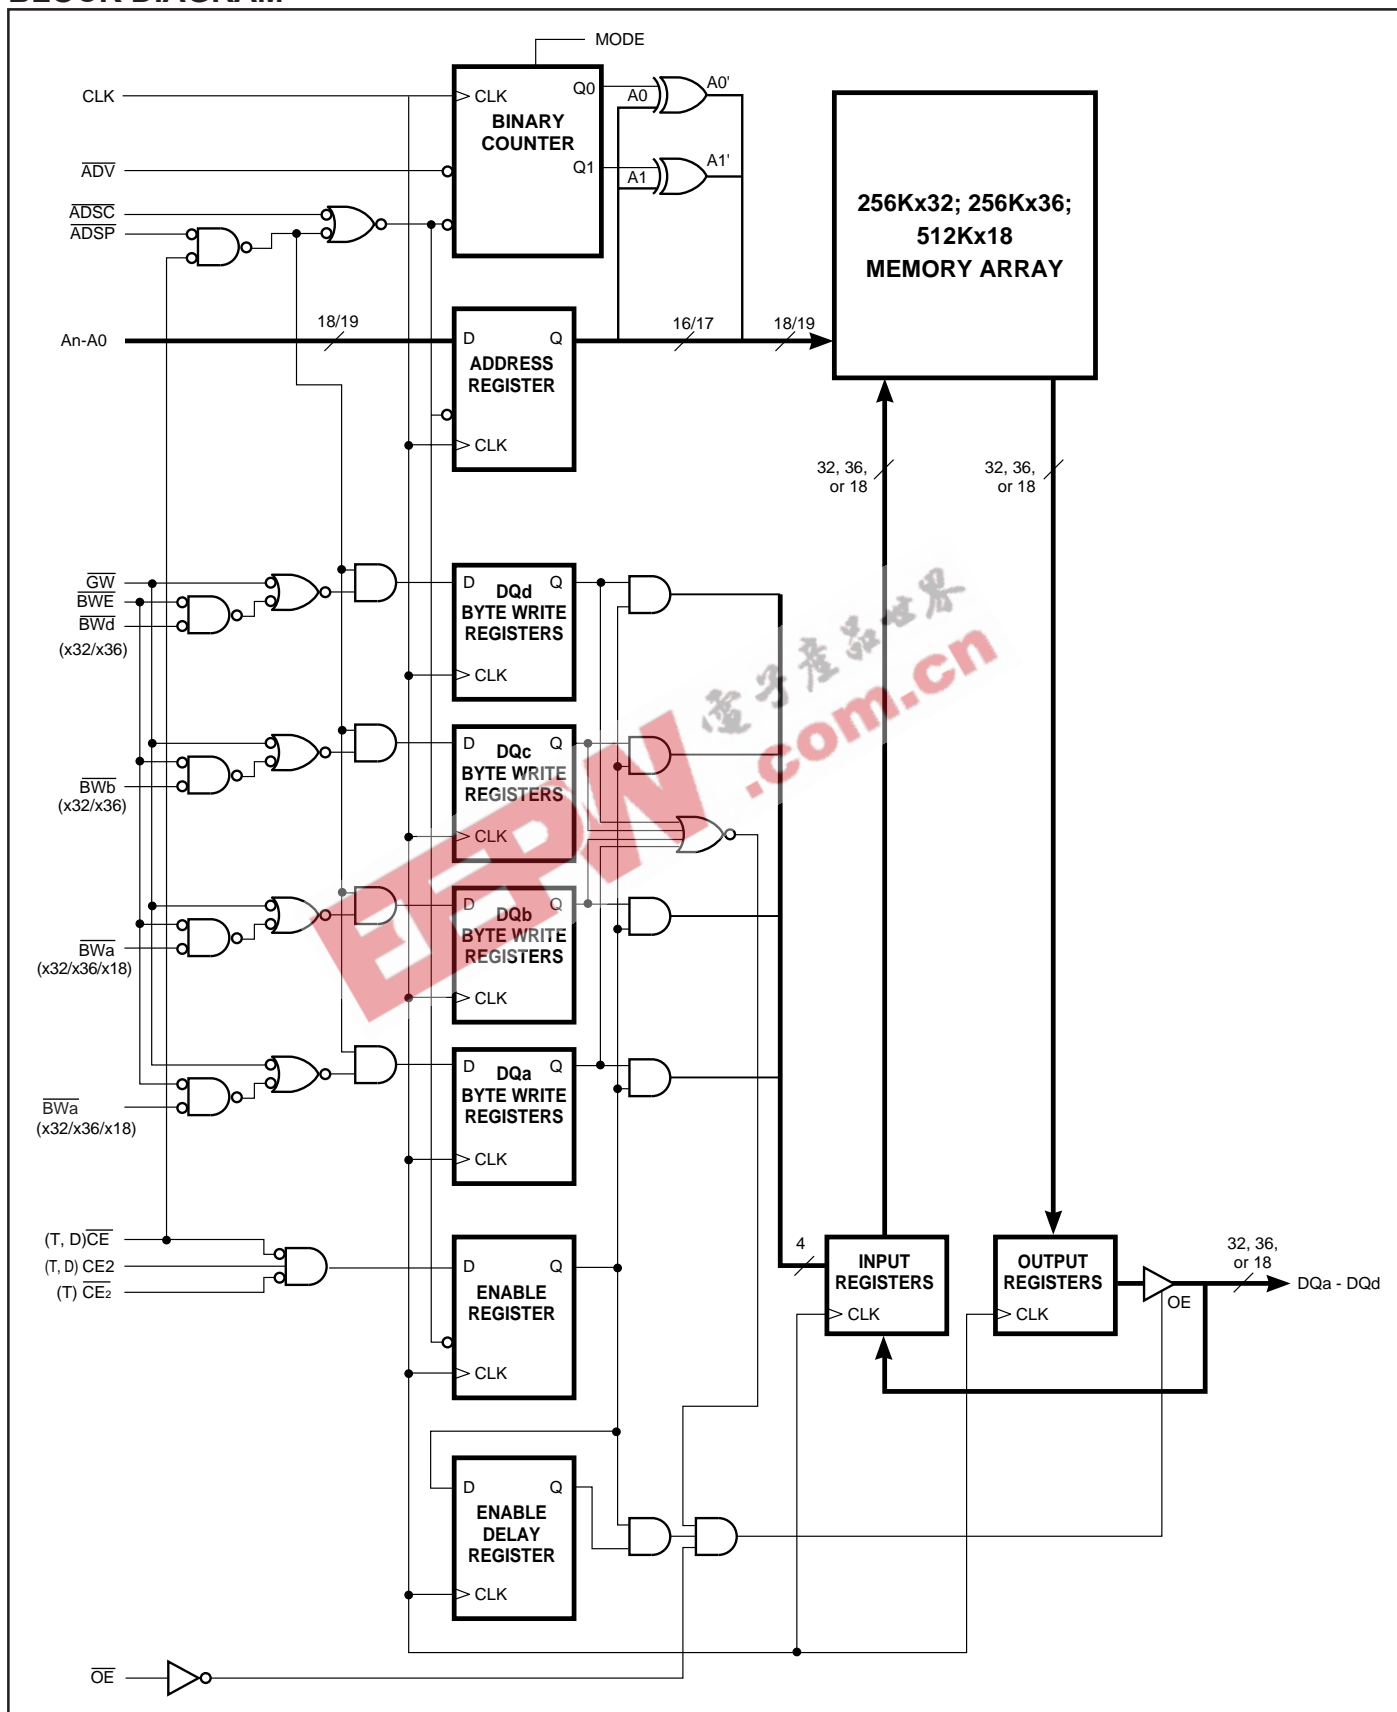 BLOCK DIAGRAM
MODE
CLK
CLK
Q0
A0
A0'
BINARY
COUNTER
ADV
Q1
A1
A1'
ADSC
ADSP
256Kx32; 256Kx36;
512Kx18
MEMORY ARRAY
An-A0
18/19
D
Q
16/17
18/19
ADDRESS
REGISTER
CLK
32, 36,
or 18
32, 36,
or 18
GW
BWE
BWd
(x32/x36)
D
Q
DQd
BYTE WRITE
REGISTERS
CLK
BWb
(x32/x36)
D
Q
DQc
BYTE WRITE
REGISTERS
CLK
BWa
(x32/x36/x18)
D
Q
DQb
BYTE WRITE
REGISTERS
CLK
BWa
(x32/x36/x18)
D
Q
DQa
BYTE WRITE
REGISTERS
CLK
(T, D)CE
(T, D) CE2
(T) CE2
D
Q
ENABLE
REGISTER
CLK
4
INPUT
REGISTERS
CLK
OUTPUT
REGISTERS
CLK
OE
32, 36,
or 18
DQa - DQd
D
Q
ENABLE
DELAY
REGISTER
CLK
OE
EEPW
.com.cn
電子產品世界